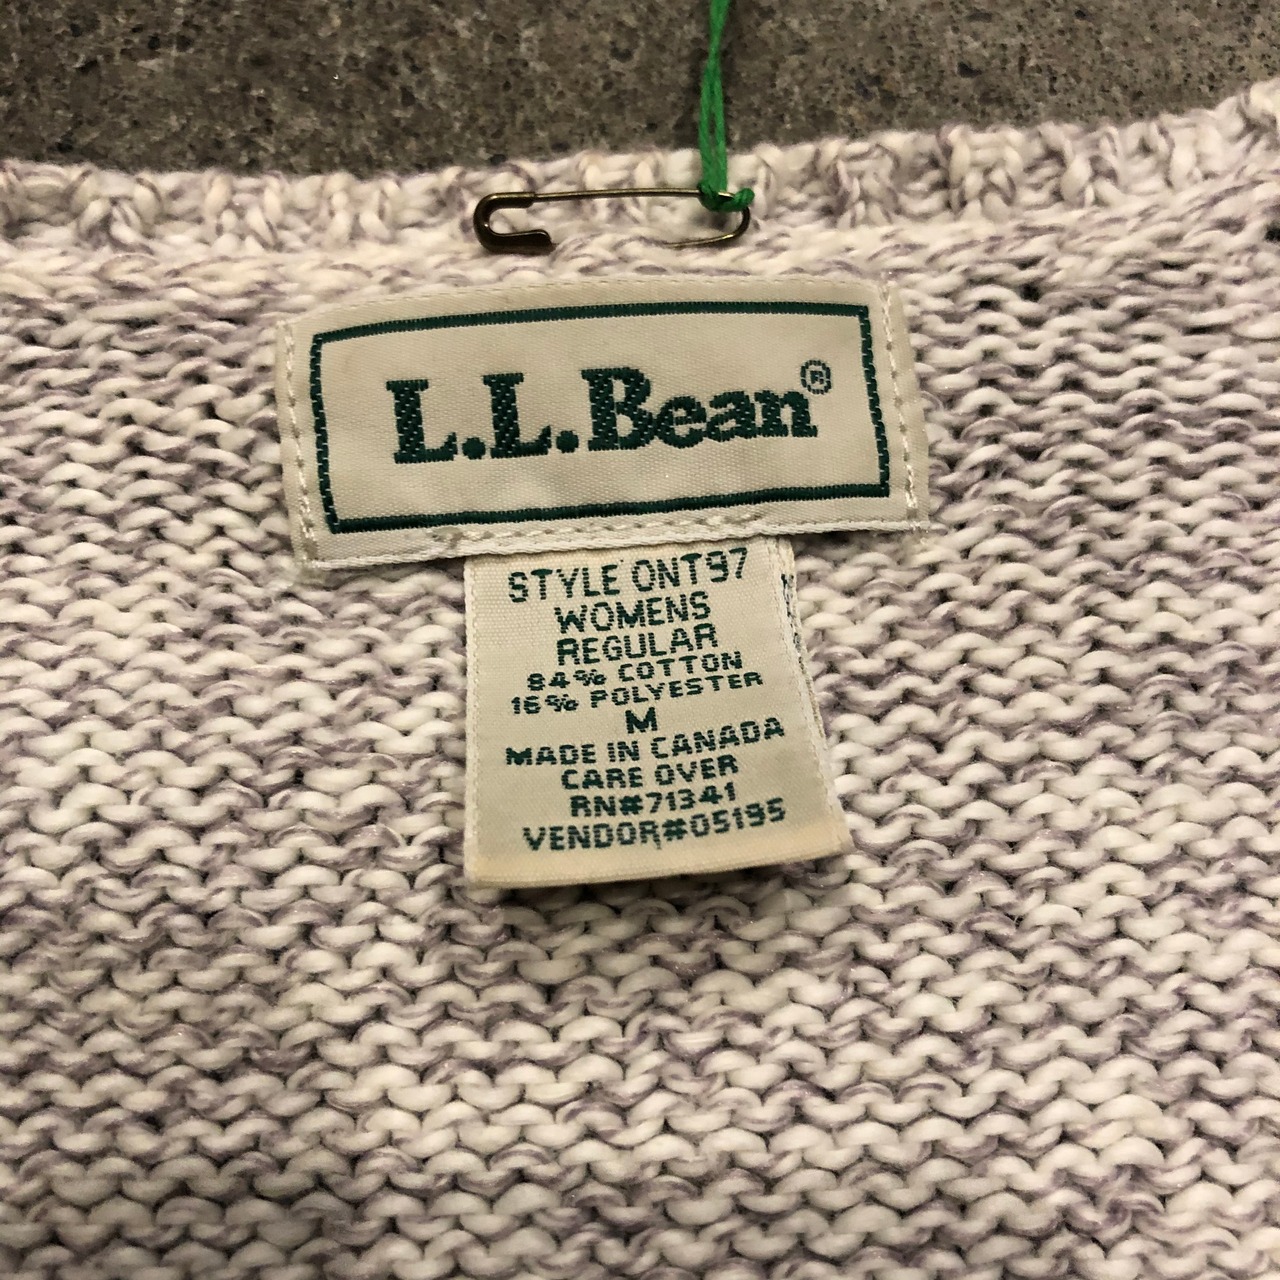 L.L.Bean®
STYLE ONT97
WOMENS
REGULAR
84% COTTON
16% POLYESTER
M
MADE IN CANADA
CARE OVER
RN#71341
VENDOR#05195